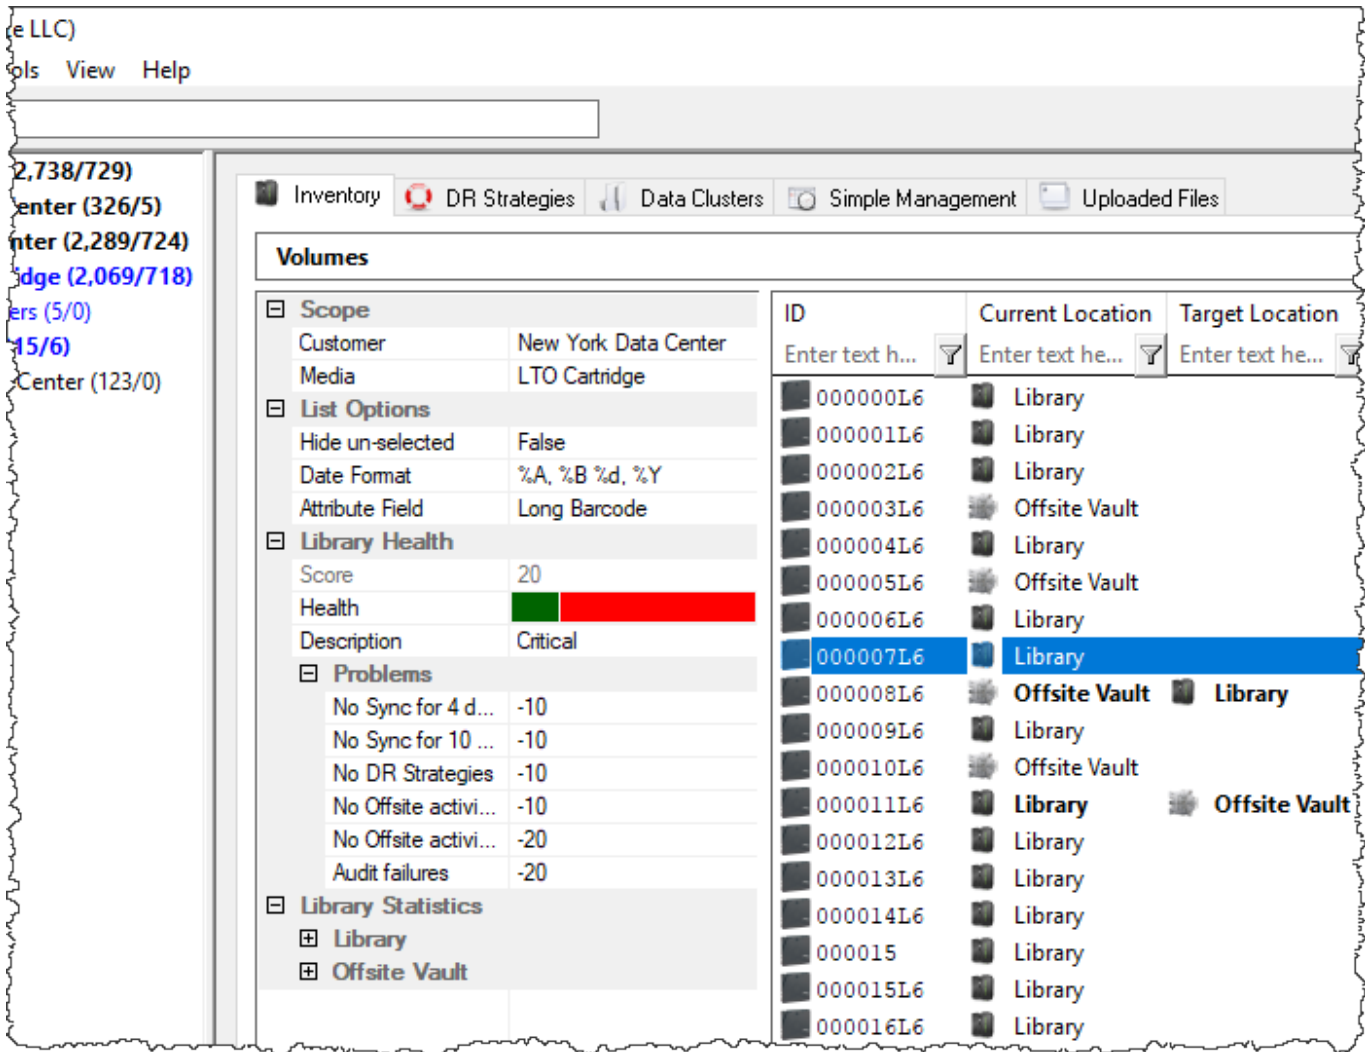 e LLC)
ols View Help
2,738/729)
enter (326/5)
nter (2,289/724)
idge (2,069/718)
ers (5/0)
15/6)
Center (123/0)
Inventory DR Strategies Data Clusters Simple Management Uploaded Files
Volumes
Scope
Customer New York Data Center
Media LTO Cartridge
List Options
Hide un-selected False
Date Format %A, %B %d, %Y
Attribute Field Long Barcode
Library Health
Score 20
Health
Description Critical
Problems
No Sync for 4 d... -10
No Sync for 10 ... -10
No DR Strategies -10
No Offsite activi... -10
No Offsite activi... -20
Audit failures -20
Library Statistics
Library
Offsite Vault
ID Current Location Target Location
Enter text h... Enter text he... Enter text he...
000000L6 Library
000001L6 Library
000002L6 Library
000003L6 Offsite Vault
000004L6 Library
000005L6 Offsite Vault
000006L6 Library
000007L6 Library
000008L6 Offsite Vault Library
000009L6 Library
000010L6 Offsite Vault
000011L6 Library Offsite Vault
000012L6 Library
000013L6 Library
000014L6 Library
000015 Library
000015L6 Library
000016L6 Library